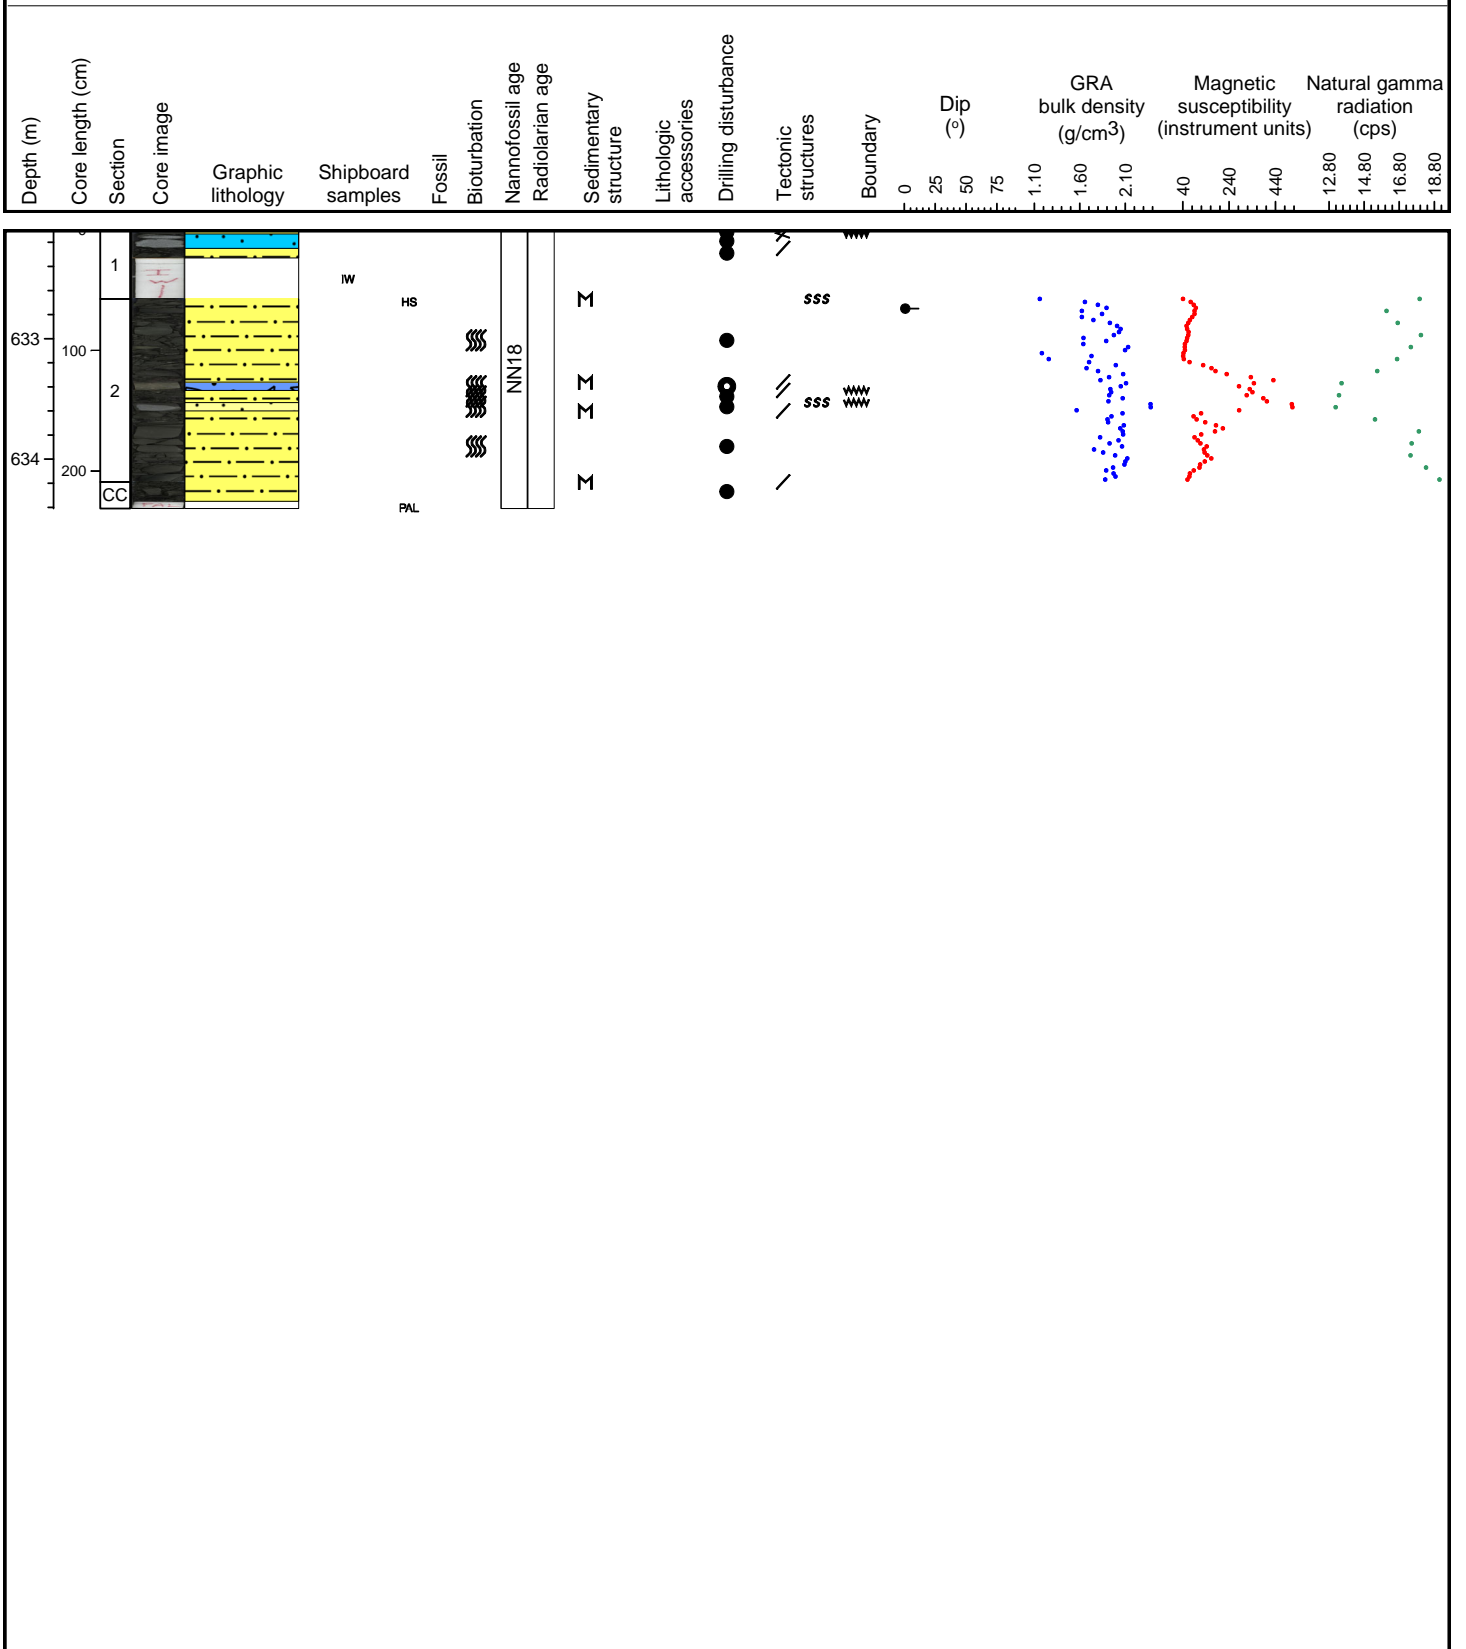 Depth (m)
Core length (cm)
Section
Core image
Graphic
lithology
Shipboard
samples
Fossil
Bioturbation
Nannofossil age
Radiolarian age
Sedimentary
structure
Lithologic
accessories
Drilling disturbance
Tectonic
structures
Boundary
Dip
(o)
0 25 50 75
GRA
bulk density
(g/cm3)
1.10 1.60 2.10
Magnetic
susceptibility
(instrument units)
40 240 440
Natural gamma
radiation
(cps)
12.80 14.80 16.80 18.80
1
IW
HS
M
sss
633
100
NN18
M
2
sss
M
634
200
M
CC
PAL